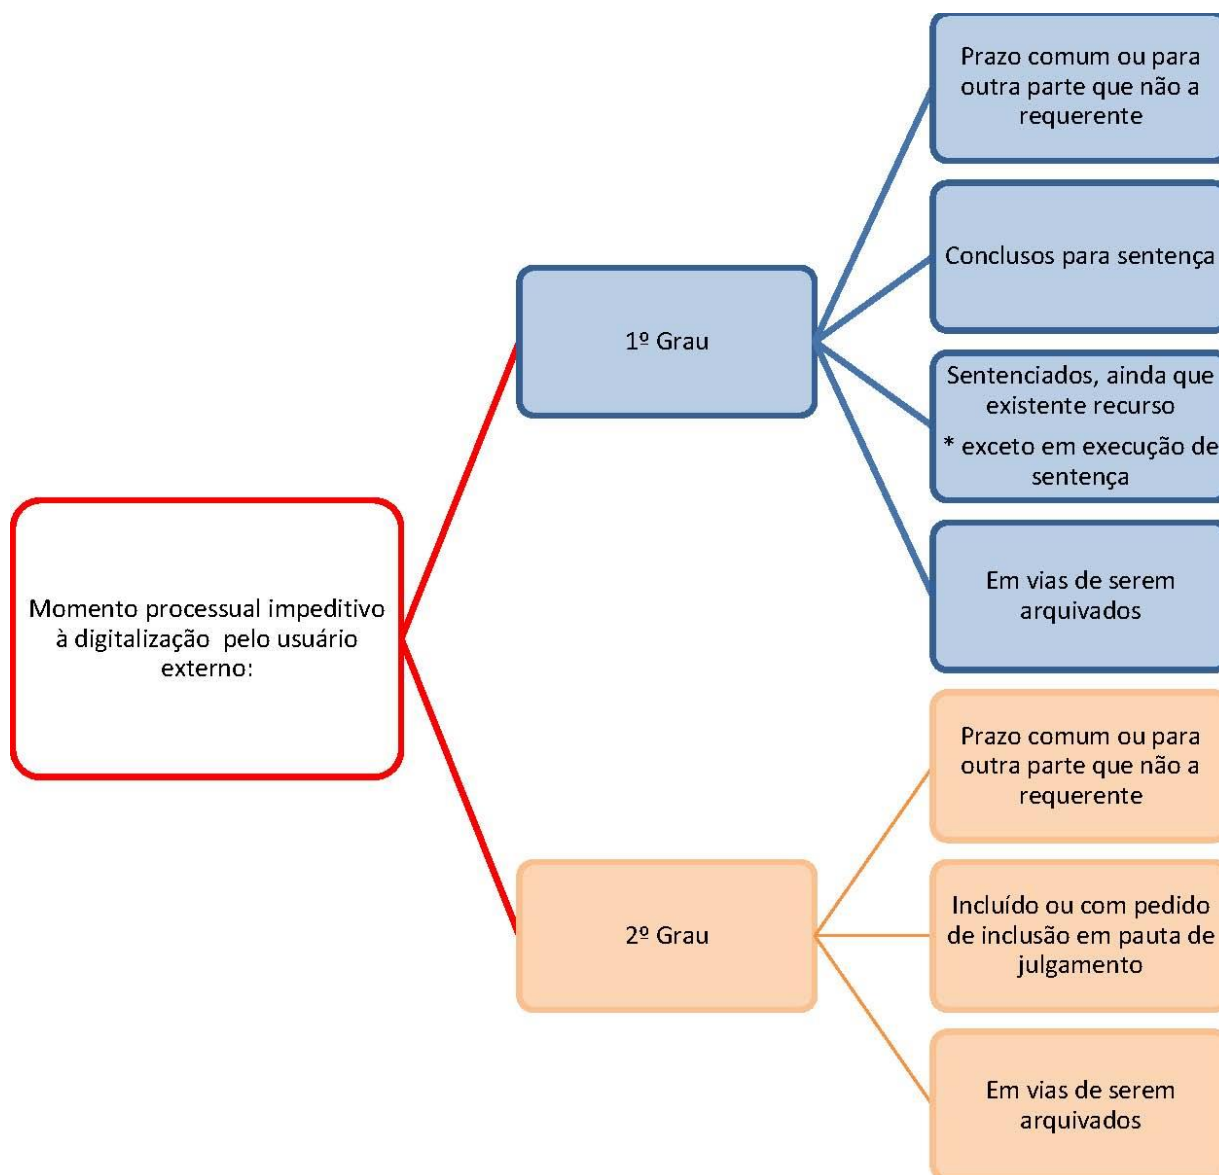 Prazo comum ou para
outra parte que não a
requerente
Conclusos para sentença
1º Grau
Sentenciados, ainda que
existente recurso
* exceto em execução de
sentença
Em vias de serem
arquivados
Momento processual impeditivo
à digitalização pelo usuário
externo:
Prazo comum ou para
outra parte que não a
requerente
2º Grau
Incluído ou com pedido
de inclusão em pauta de
julgamento
Em vias de serem
arquivados